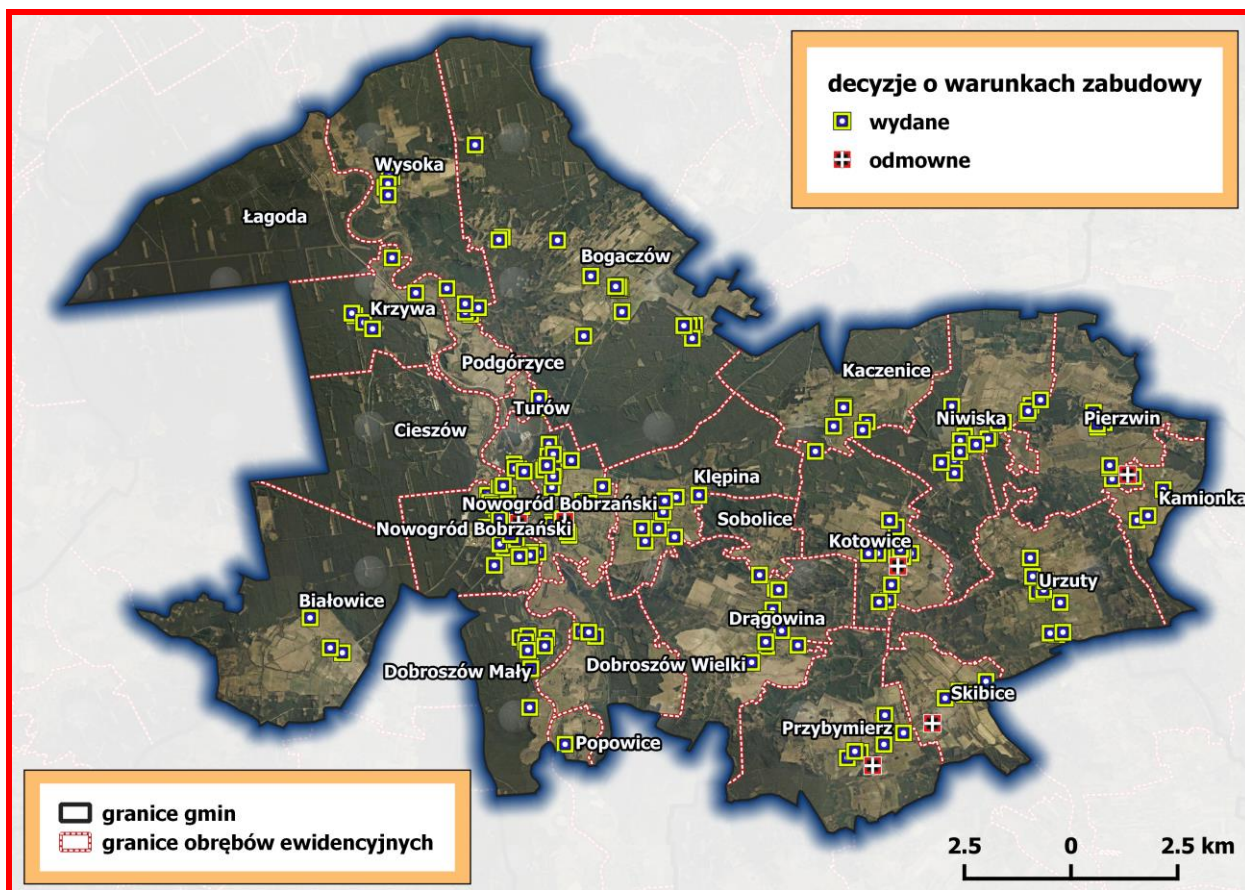 decyzje o warunkach zabudowy
wydane
odmowne
Wysoka
Łagoda
Bogaczów
Krzywa
Podgórzyce
Kaczenice
Turów
Niwiska
Pierzwin
Cieszów
Klępina
Kamionka
Nowogród Bobrzański
Sobolice
Nowogród Bobrzański
Kotowice
Urzuty
Białowice
Drągowina
Dobroszów Mały
Dobroszów Wielki
Skibice
Przybymierz
Popowice
granice gmin
granice obrębów ewidencyjnych
2.5 0 2.5 km